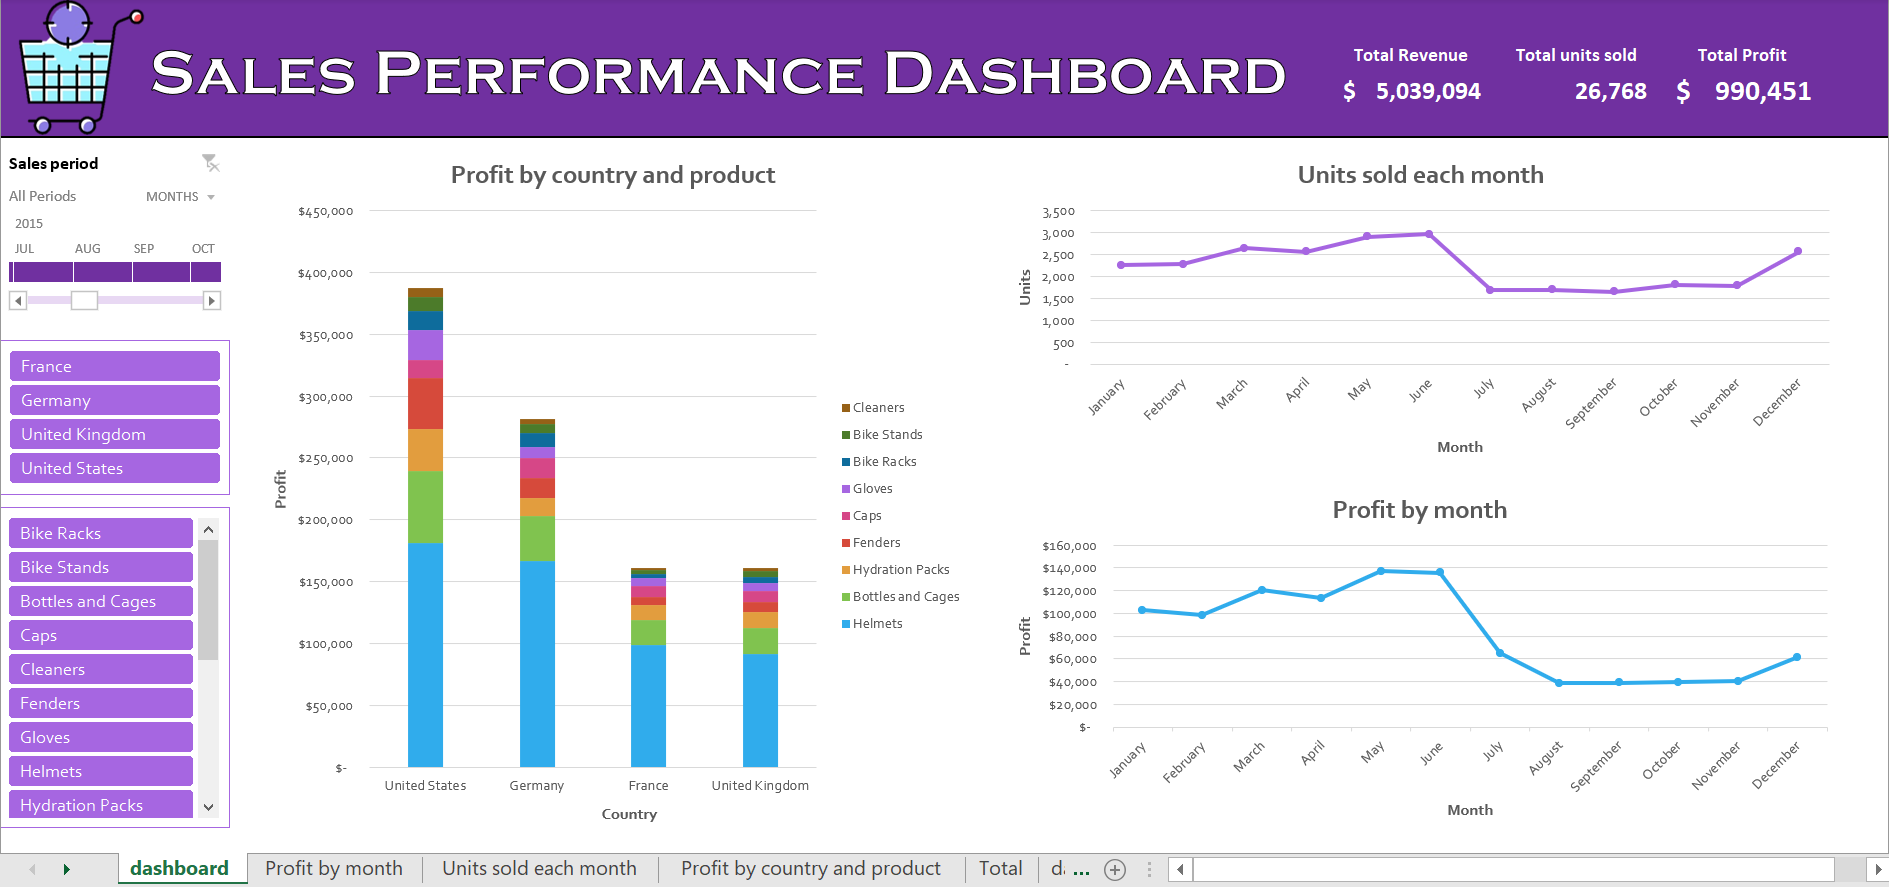 SALES PERFORMANCE DASHBOARD
Total Revenue Total units sold Total Profit
$ 5,039,094 26,768 $ 990,451
Sales period
All Periods MONTHS
2015
JUL AUG SEP OCT
France
Germany
United Kingdom
United States
Bike Racks
Bike Stands
Bottles and Cages
Caps
Cleaners
Fenders
Gloves
Helmets
Hydration Packs
Profit by country and product
$450,000
$400,000
$350,000
$300,000
$250,000
$200,000
$150,000
$100,000
$50,000
$-
Profit
United States Germany France United Kingdom
Country
Cleaners
Bike Stands
Bike Racks
Gloves
Caps
Fenders
Hydration Packs
Bottles and Cages
Helmets
Units sold each month
3,500
3,000
2,500
2,000
1,500
1,000
500
-
Units
January February March April May June July August September October November December
Month
Profit by month
$160,000
$140,000
$120,000
$100,000
$80,000
$60,000
$40,000
$20,000
$-
Profit
January February March April May June July August September October November December
Month
dashboard Profit by month Units sold each month Profit by country and product Total ...